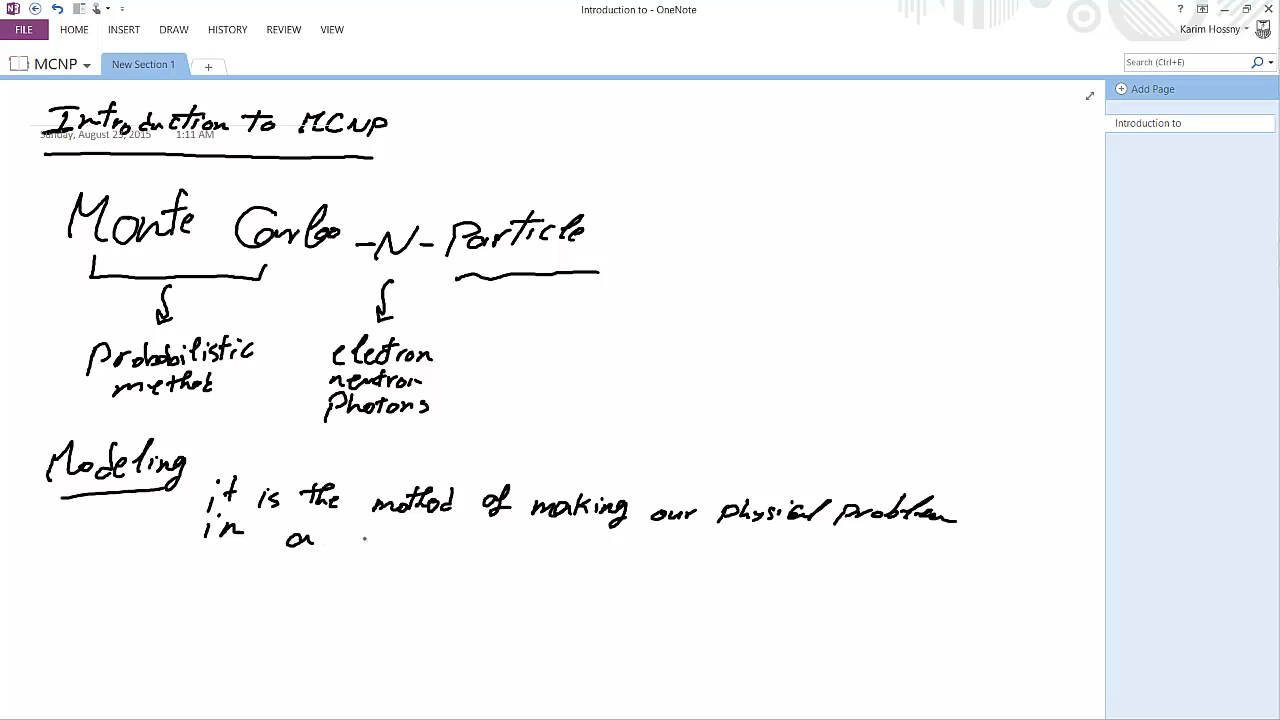 Introduction to - OneNote
FILE HOME INSERT DRAW HISTORY REVIEW VIEW
Karim Hossny
MCNP
New Section 1
Search (Ctrl+E)
Add Page
Introduction to
Introduction to MCNP
Sunday, August 23, 2015 1:11 AM
Monte Carlo -N- Particle
Probabilistic
method
electron
neutron
Photons
Modeling
it is the method of making our physical problem
in a